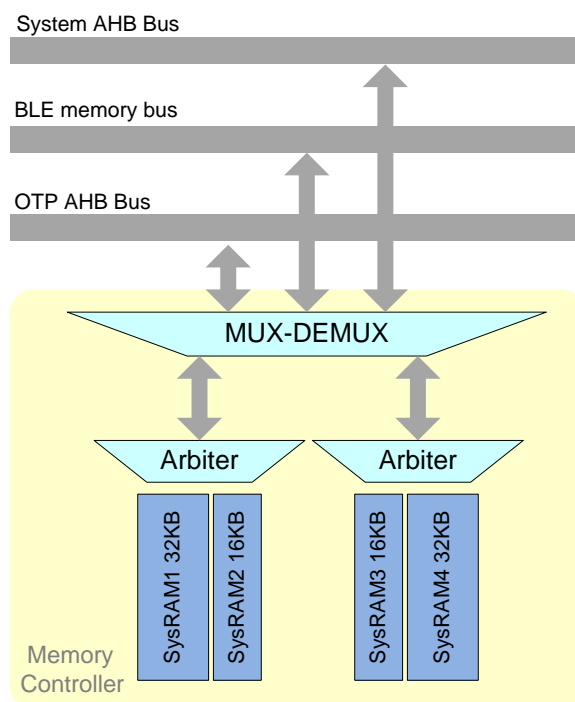 System AHB Bus
BLE memory bus
OTP AHB Bus
MUX-DEMUX
Arbiter
Arbiter
SysRAM1 32KB
SysRAM2 16KB
SysRAM3 16KB
SysRAM4 32KB
Memory
Controller